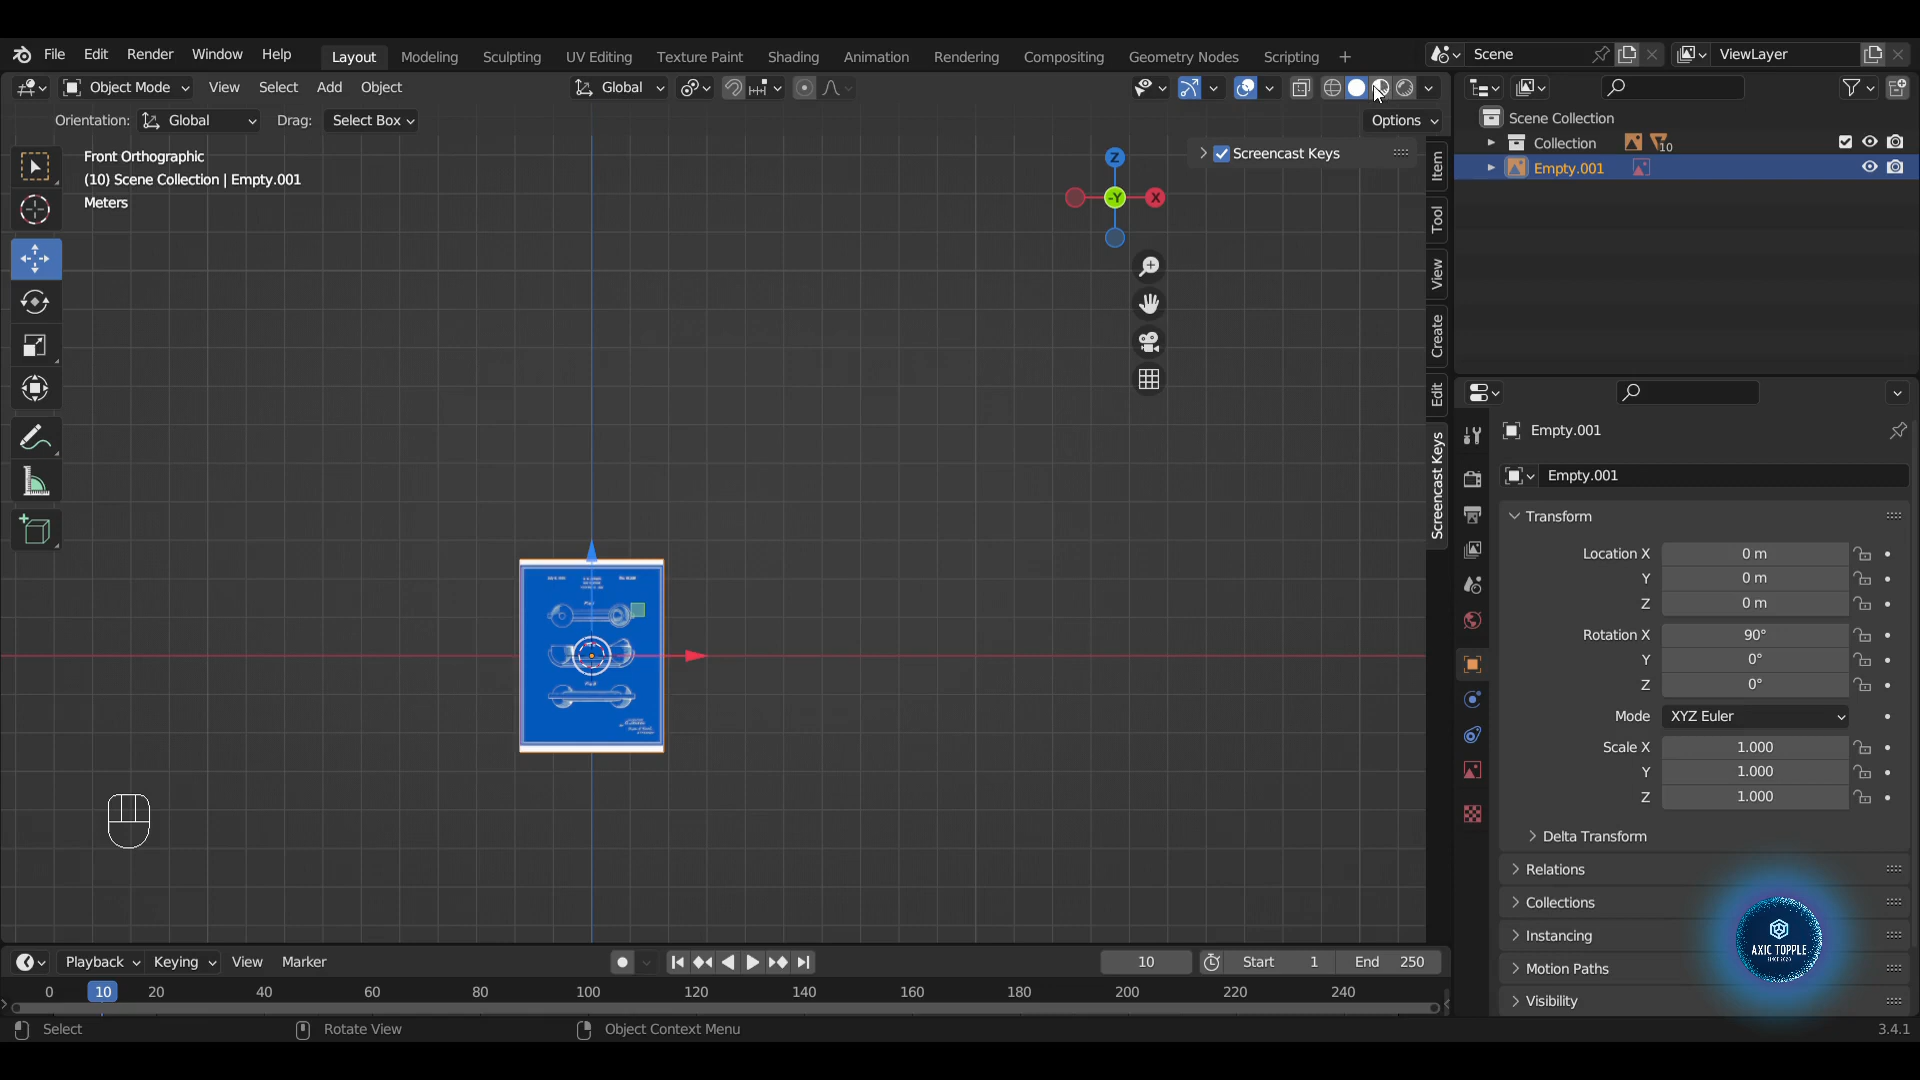 File Edit Render Window Help Layout Modeling Sculpting UV Editing Texture Paint Shading Animation Rendering Compositing Geometry Nodes Scripting + Scene ViewLayer
Object Mode View Select Add Object Global
Orientation: Global Drag: Select Box Options
Front Orthographic
(10) Scene Collection | Empty.001
Meters
Screencast Keys
Z
-Y X
Item
Tool
View
Create
Edit
Screencast Keys
Scene Collection
Collection 10
Empty.001
Empty.001
Empty.001
Transform
Location X 0 m
Y 0 m
Z 0 m
Rotation X 90°
Y 0°
Z 0°
Mode XYZ Euler
Scale X 1.000
Y 1.000
Z 1.000
Delta Transform
Relations
Collections
Instancing
Motion Paths
Visibility
AXIC TOPPLE
Playback Keying View Marker 10 Start 1 End 250
0 10 20 40 60 80 100 120 140 160 180 200 220 240
Select Rotate View Object Context Menu 3.4.1